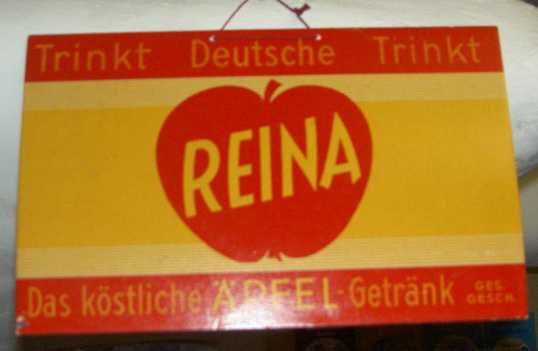 Trinkt Deutsche Trinkt
REINA
Das köstliche ÄPFEL-Getränk GES. GESCH.